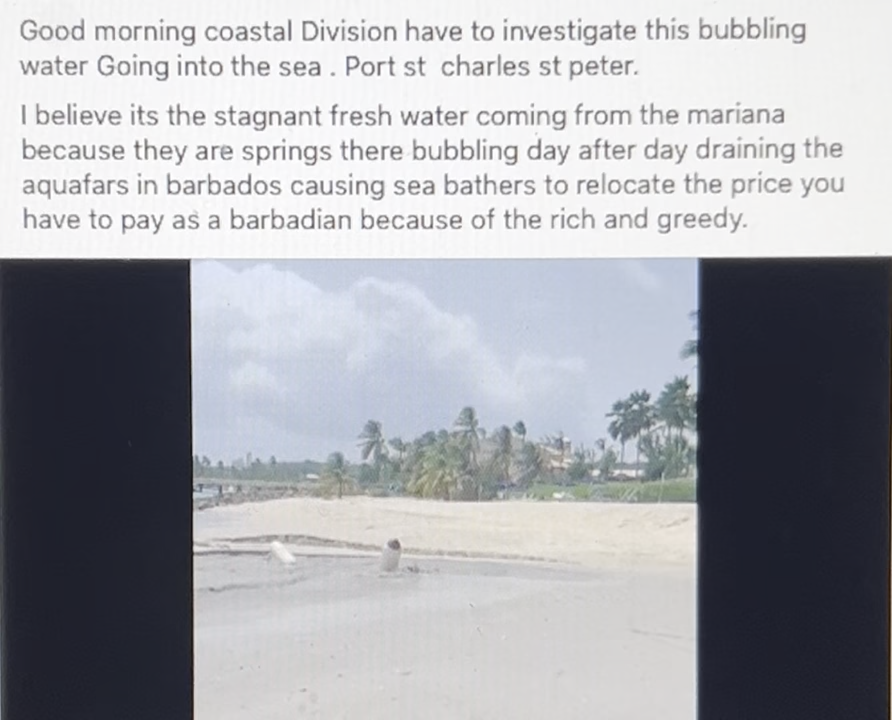 Good morning coastal Division have to investigate this bubbling
water Going into the sea . Port st charles st peter.
I believe its the stagnant fresh water coming from the mariana
because they are springs there bubbling day after day draining the
aquafars in barbados causing sea bathers to relocate the price you
have to pay as a barbadian because of the rich and greedy.